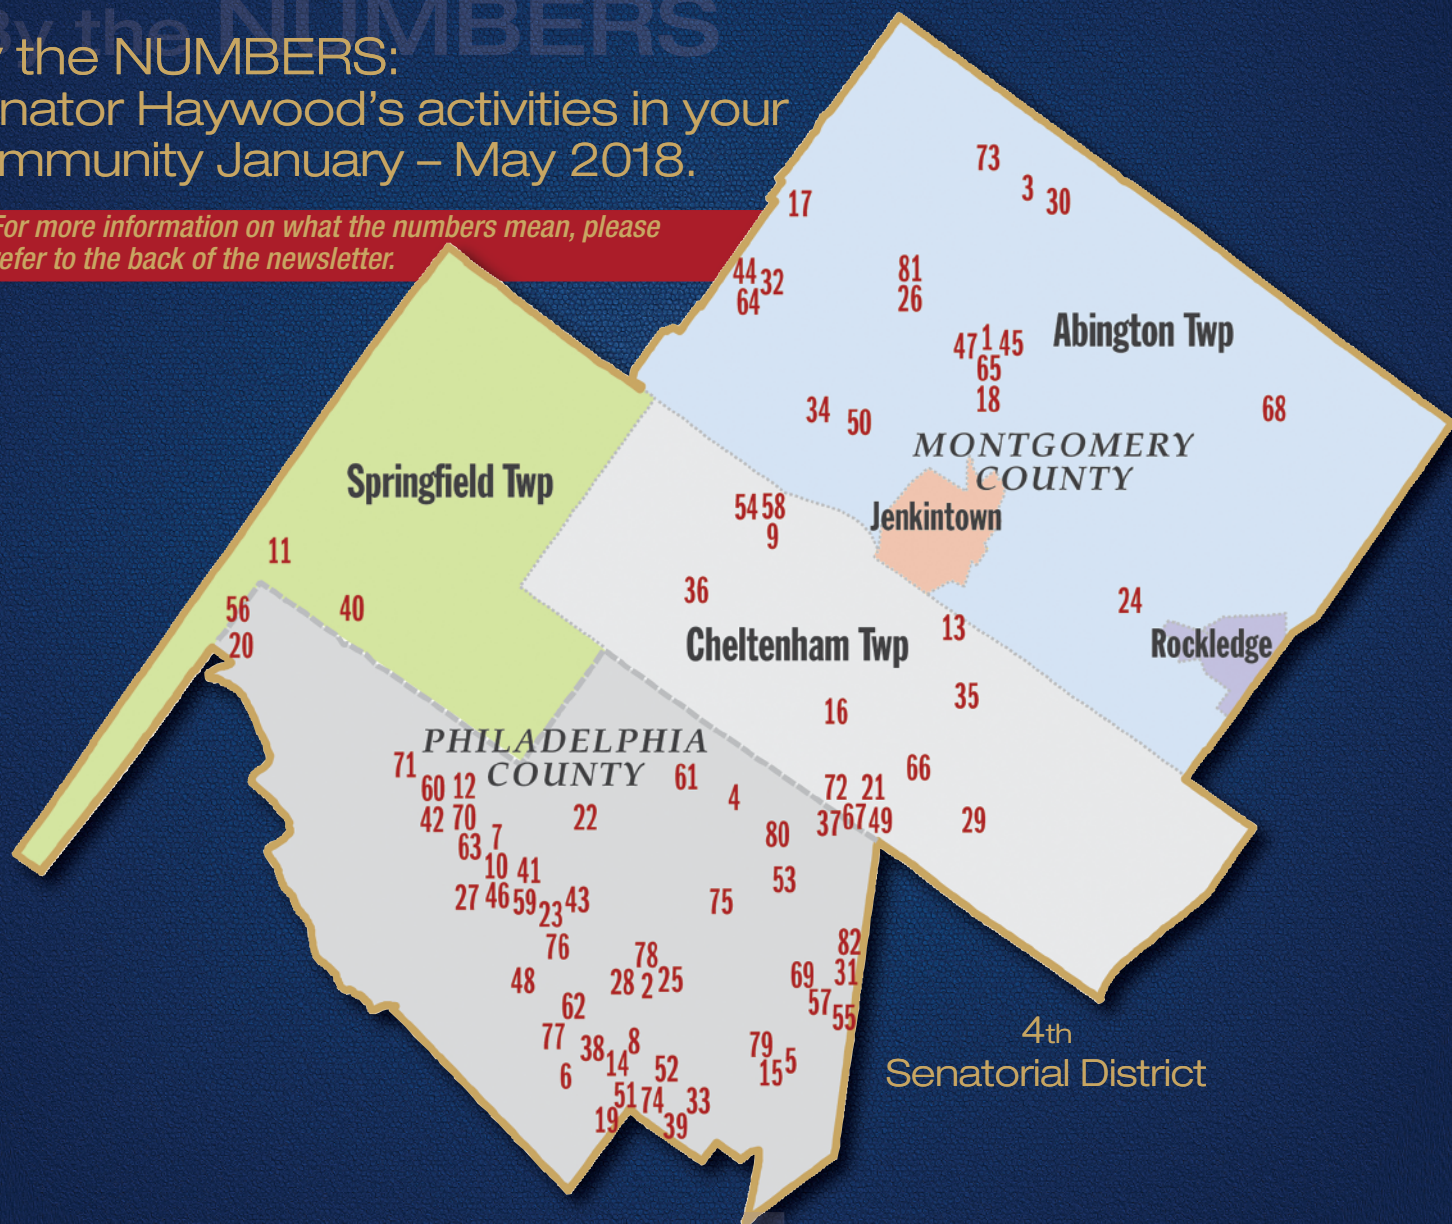 By the NUMBERS
y the NUMBERS:
nator Haywood's activities in your
mmunity January – May 2018.
For more information on what the numbers mean, please
efer to the back of the newsletter.
73
3 30
17
44 32
64
81
26
Abington Twp
47 1 45
65
18
34 50
68
MONTGOMERY
COUNTY
Jenkintown
Springfield Twp
54 58
9
11
36
56
40
20
24
13
Rockledge
Cheltenham Twp
35
16
PHILADELPHIA
COUNTY
71
60 12
61
4
66
72 21
42 70
22
37 67 49
29
80
63 7
10 41
53
27 46 59 23 43
75
76
78
82
48
28 2 25
69 31
62
57
55
77
38 8
14
79
5
6
52
15
51 74 33
19
39
4th
Senatorial District